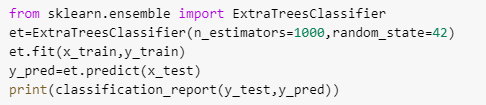 from sklearn.ensemble import ExtraTreesClassifier
et=ExtraTreesClassifier(n_estimators=1000,random_state=42)
et.fit(x_train,y_train)
y_pred=et.predict(x_test)
print(classification_report(y_test,y_pred))